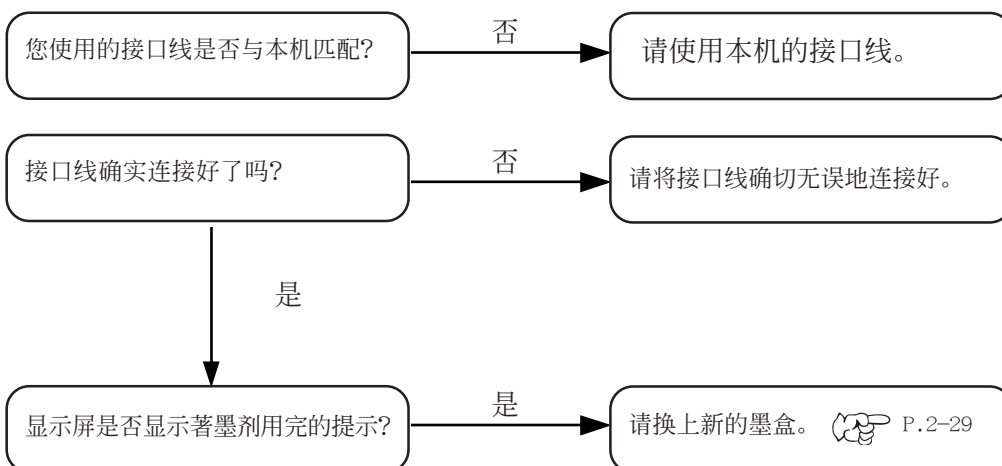 您使用的接口线是否与本机匹配?
否
请使用本机的接口线。
接口线确实连接好了吗?
否
请将接口线确切无误地连接好。
是
显示屏是否显示著墨剂用完的提示?
是
请换上新的墨盒。 P.2-29